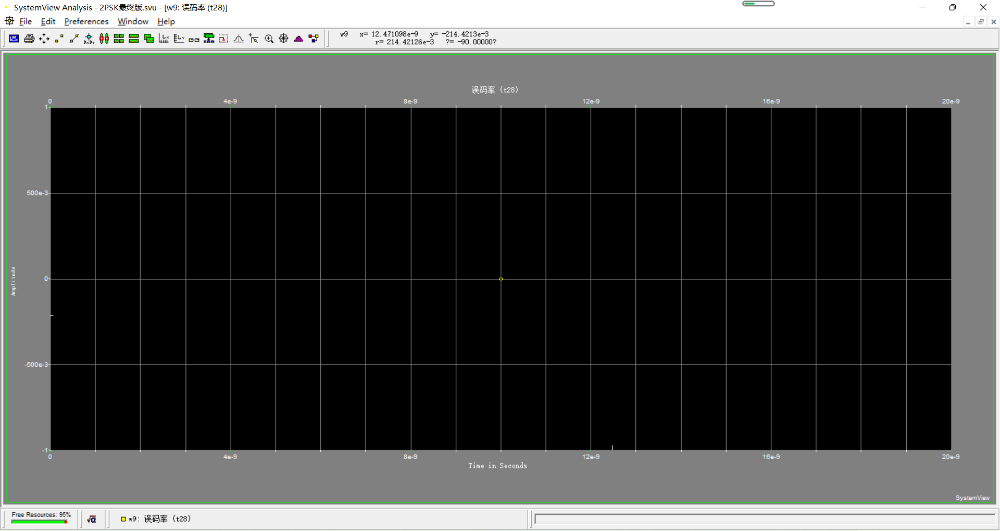 SystemView Analysis - 2PSK最终版.svu - [w9: 误码率 (t28)]
File Edit Preferences Window Help
w9 x= 12.471098e-9 y= -214.4213e-3
r= 214.42126e-3 ?= -90.00000?
误码率 (t28)
0 4e-9 8e-9 12e-9 16e-9 20e-9
1
500e-3
0
-500e-3
-1
Amplitude
0 4e-9 8e-9 12e-9 16e-9 20e-9
Time in Seconds
SystemView
Free Resources: 95%
√α
w9: 误码率 (t28)